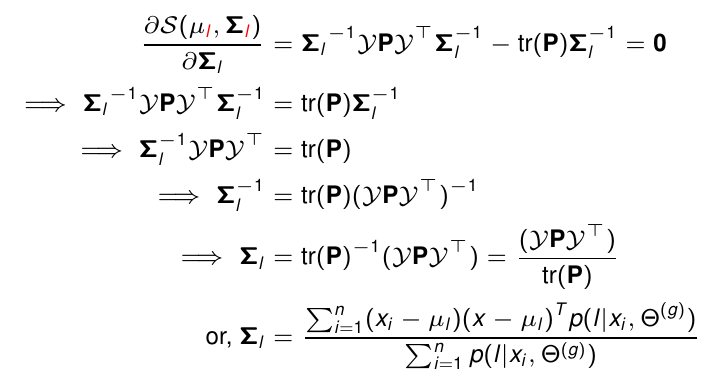 ∂𝒮(μ_l, Σ_l) / ∂Σ_l = Σ_l^{-1} 𝒴P𝒴^⊤ Σ_l^{-1} − tr(P)Σ_l^{-1} = 0
⟹ Σ_l^{-1} 𝒴P𝒴^⊤ Σ_l^{-1} = tr(P)Σ_l^{-1}
⟹ Σ_l^{-1} 𝒴P𝒴^⊤ = tr(P)
⟹ Σ_l^{-1} = tr(P)(𝒴P𝒴^⊤)^{-1}
⟹ Σ_l = tr(P)^{-1}(𝒴P𝒴^⊤) = (𝒴P𝒴^⊤) / tr(P)
or, Σ_l = ∑_{i=1}^{n} (x_i − μ_l)(x − μ_l)^T p(l|x_i, Θ^{(g)}) / ∑_{i=1}^{n} p(l|x_i, Θ^{(g)})